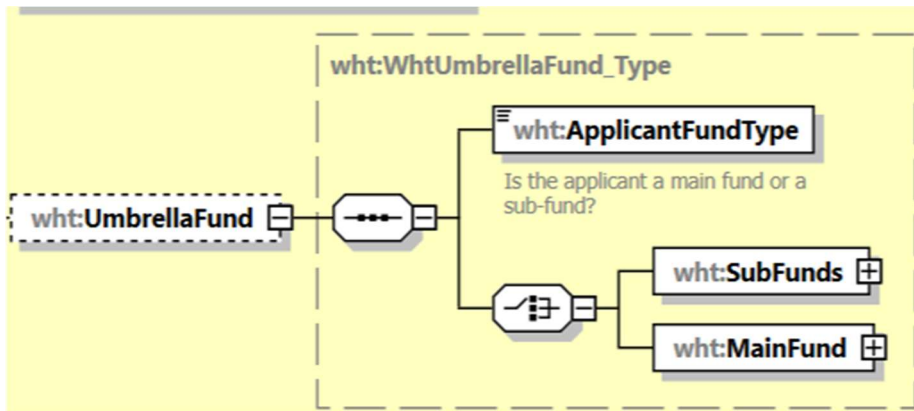 wht:WhtUmbrellaFund_Type
wht:ApplicantFundType
Is the applicant a main fund or a
sub-fund?
wht:UmbrellaFund
wht:SubFunds
wht:MainFund